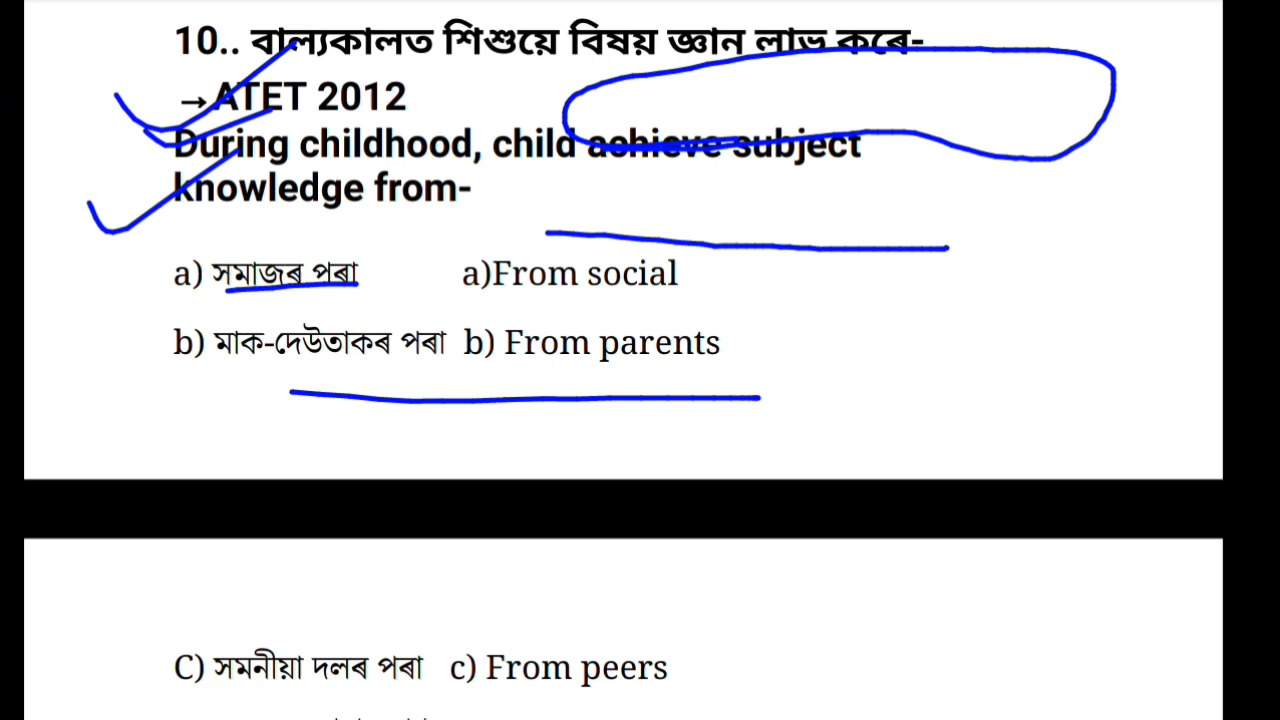 10.. বাল্যকালত শিশুয়ে বিষয় জ্ঞান লাভ কৰে-
→ATET 2012
During childhood, child achieve subject
knowledge from-
a) সমাজৰ পৰা a)From social
b) মাক-দেউতাকৰ পৰা b) From parents
C) সমনীয়া দলৰ পৰা c) From peers